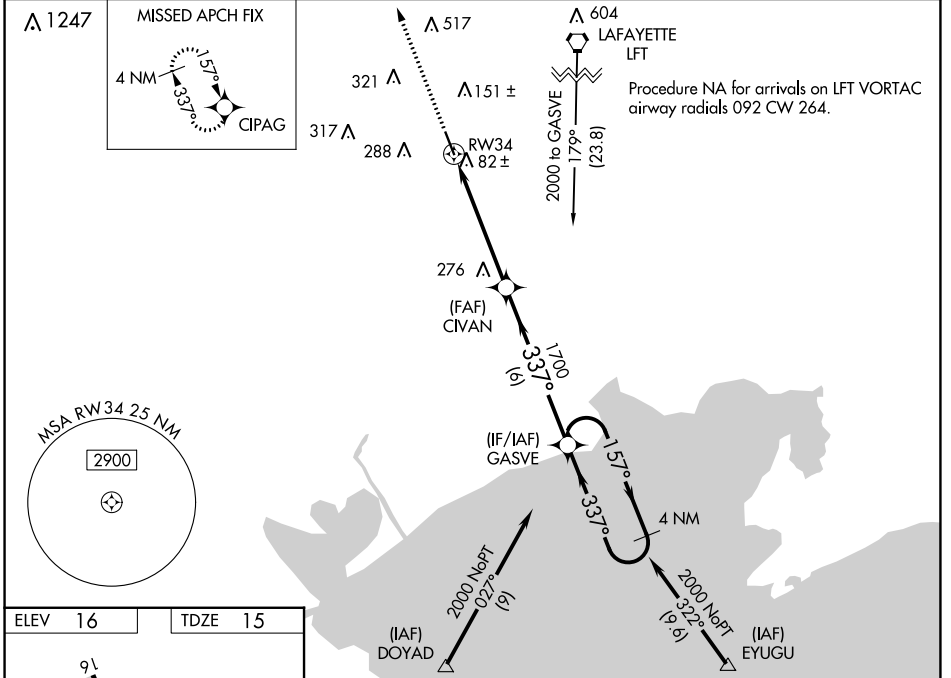 1247
MISSED APCH FIX
4 NM
157°
337°
CIPAG
517
321
151 ±
317
288
RW34
82 ±
604
LAFAYETTE
LFT
2000 to GASVE
179°
(23.8)
Procedure NA for arrivals on LFT VORTAC
airway radials 092 CW 264.
276
(FAF)
CIVAN
1700
337°
(6)
(IF/IAF)
GASVE
157°
337°
4 NM
MSA RW34 25 NM
2900
2000 NoPT
027°
(9)
(IAF)
DOYAD
2000 NoPT
322°
(9.6)
(IAF)
EYUGU
ELEV 16
TDZE 15
16